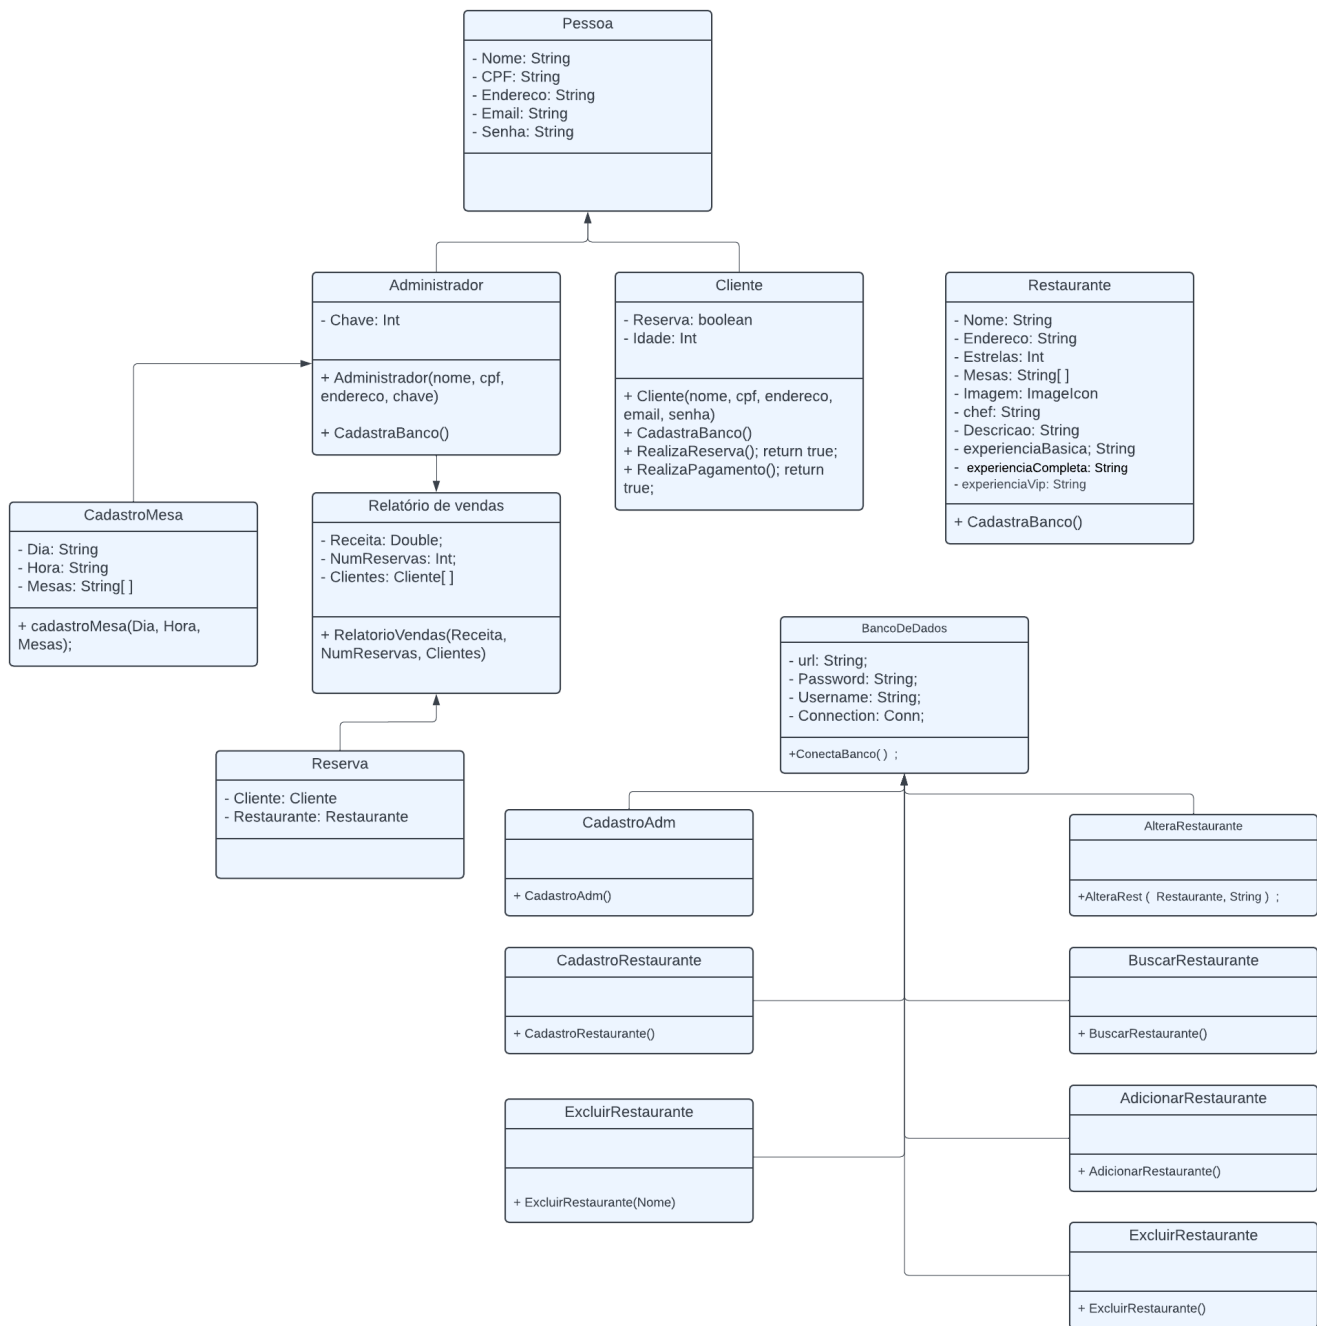 Pessoa
- Nome: String
- CPF: String
- Endereco: String
- Email: String
- Senha: String
Administrador
- Chave: Int
+ Administrador(nome, cpf,
endereco, chave)
+ CadastraBanco()
Cliente
- Reserva: boolean
- Idade: Int
+ Cliente(nome, cpf, endereco,
email, senha)
+ CadastraBanco()
+ RealizaReserva(); return true;
+ RealizaPagamento(); return
true;
Restaurante
- Nome: String
- Endereco: String
- Estrelas: Int
- Mesas: String[ ]
- Imagem: ImageIcon
- chef: String
- Descricao: String
- experienciaBasica; String
- experienciaCompleta: String
- experienciaVip: String
+ CadastraBanco()
CadastroMesa
- Dia: String
- Hora: String
- Mesas: String[ ]
+ cadastroMesa(Dia, Hora,
Mesas);
Relatório de vendas
- Receita: Double;
- NumReservas: Int;
- Clientes: Cliente[ ]
+ RelatorioVendas(Receita,
NumReservas, Clientes)
Reserva
- Cliente: Cliente
- Restaurante: Restaurante
BancoDeDados
- url: String;
- Password: String;
- Username: String;
- Connection: Conn;
+ConectaBanco( ) ;
CadastroAdm
+ CadastroAdm()
AlteraRestaurante
+AlteraRest ( Restaurante, String ) ;
CadastroRestaurante
+ CadastroRestaurante()
BuscarRestaurante
+ BuscarRestaurante()
ExcluirRestaurante
+ ExcluirRestaurante(Nome)
AdicionarRestaurante
+ AdicionarRestaurante()
ExcluirRestaurante
+ ExcluirRestaurante()